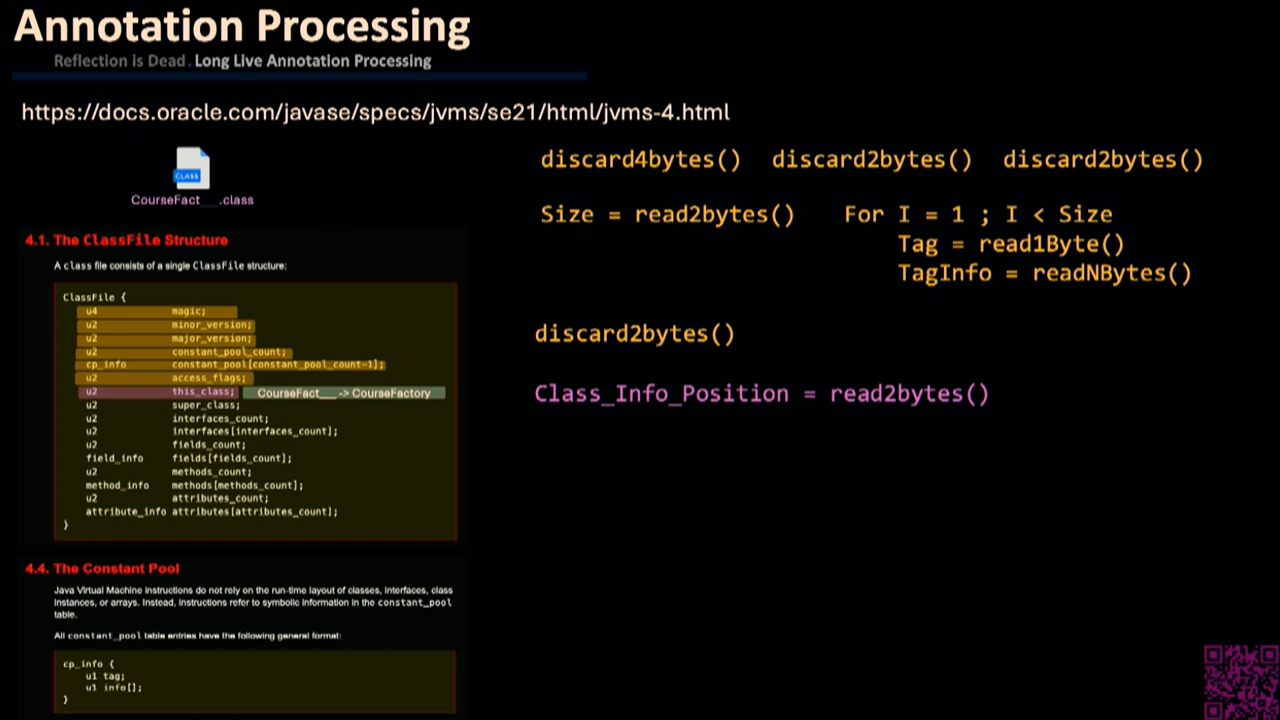 Annotation Processing
Reflection is Dead. Long Live Annotation Processing
https://docs.oracle.com/javase/specs/jvms/se21/html/jvms-4.html
CLASS
CourseFact___.class
4.1. The ClassFile Structure
A class file consists of a single ClassFile structure:
ClassFile {
u4 magic;
u2 minor_version;
u2 major_version;
u2 constant_pool_count;
cp_info constant_pool[constant_pool_count-1];
u2 access_flags;
u2 this_class; CourseFact___ -> CourseFactory
u2 super_class;
u2 interfaces_count;
u2 interfaces[interfaces_count];
u2 fields_count;
field_info fields[fields_count];
u2 methods_count;
method_info methods[methods_count];
u2 attributes_count;
attribute_info attributes[attributes_count];
}
4.4. The Constant Pool
Java Virtual Machine instructions do not rely on the run-time layout of classes, interfaces, class
instances, or arrays. Instead, instructions refer to symbolic information in the constant_pool
table.
All constant_pool table entries have the following general format:
cp_info {
u1 tag;
u1 info[];
}
discard4bytes() discard2bytes() discard2bytes()
Size = read2bytes() For I = 1 ; I < Size
Tag = read1Byte()
TagInfo = readNBytes()
discard2bytes()
Class_Info_Position = read2bytes()